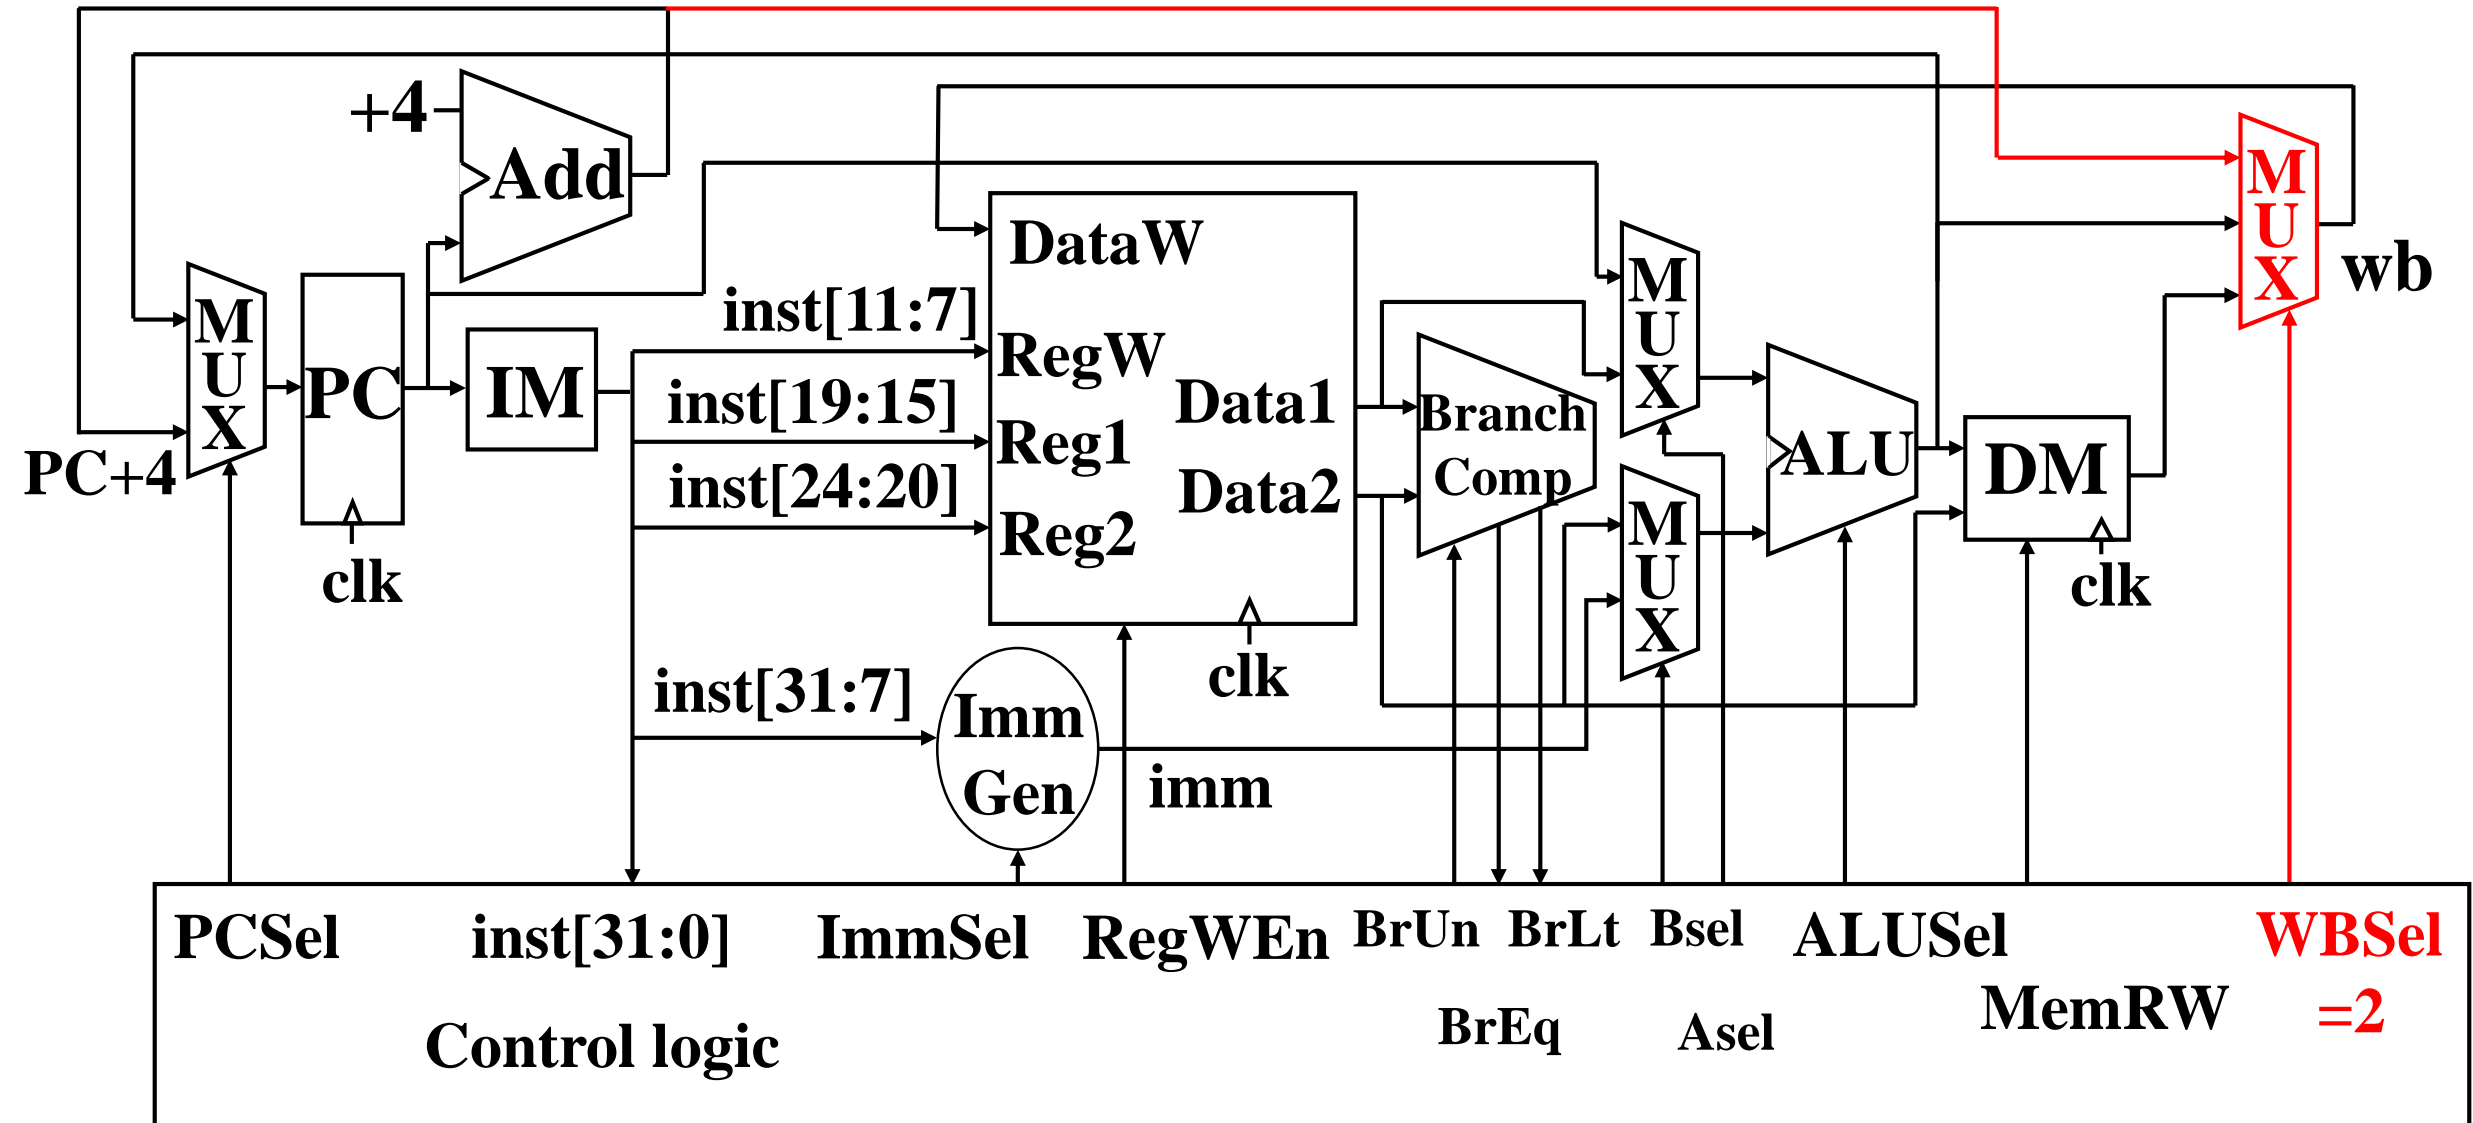 +4
Add
DataW
inst[11:7]
RegW
inst[19:15]
Reg1
inst[24:20]
Reg2
Data1
Data2
M
U
X
PC
IM
PC+4
clk
Branch
Comp
M
U
X
M
U
X
ALU
DM
clk
M
U
X
wb
clk
inst[31:7]
Imm
Gen
imm
PCSel
inst[31:0]
ImmSel
RegWEn
BrUn
BrLt
Bsel
ALUSel
WBSel
=2
MemRW
BrEq
Asel
Control logic